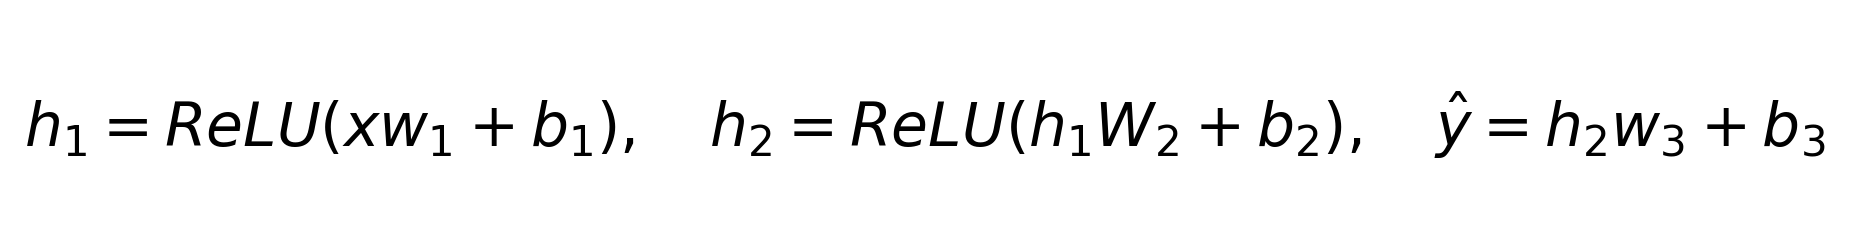 h₁ = ReLU(xw₁ + b₁), h₂ = ReLU(h₁W₂ + b₂), ŷ = h₂w₃ + b₃